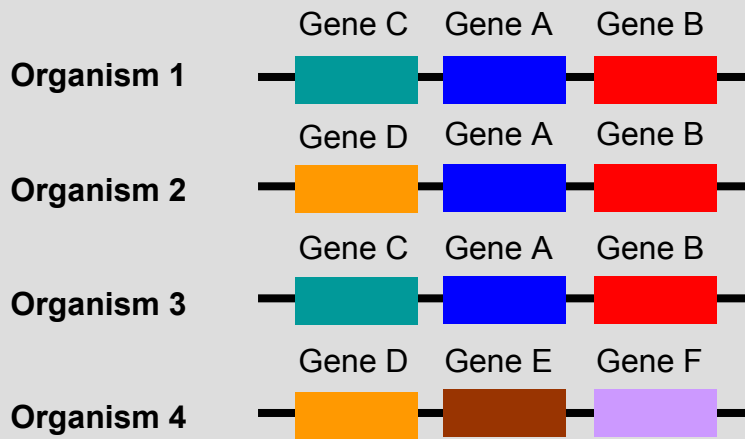 Gene C Gene A Gene B
Organism 1
Gene D Gene A Gene B
Organism 2
Gene C Gene A Gene B
Organism 3
Gene D Gene E Gene F
Organism 4